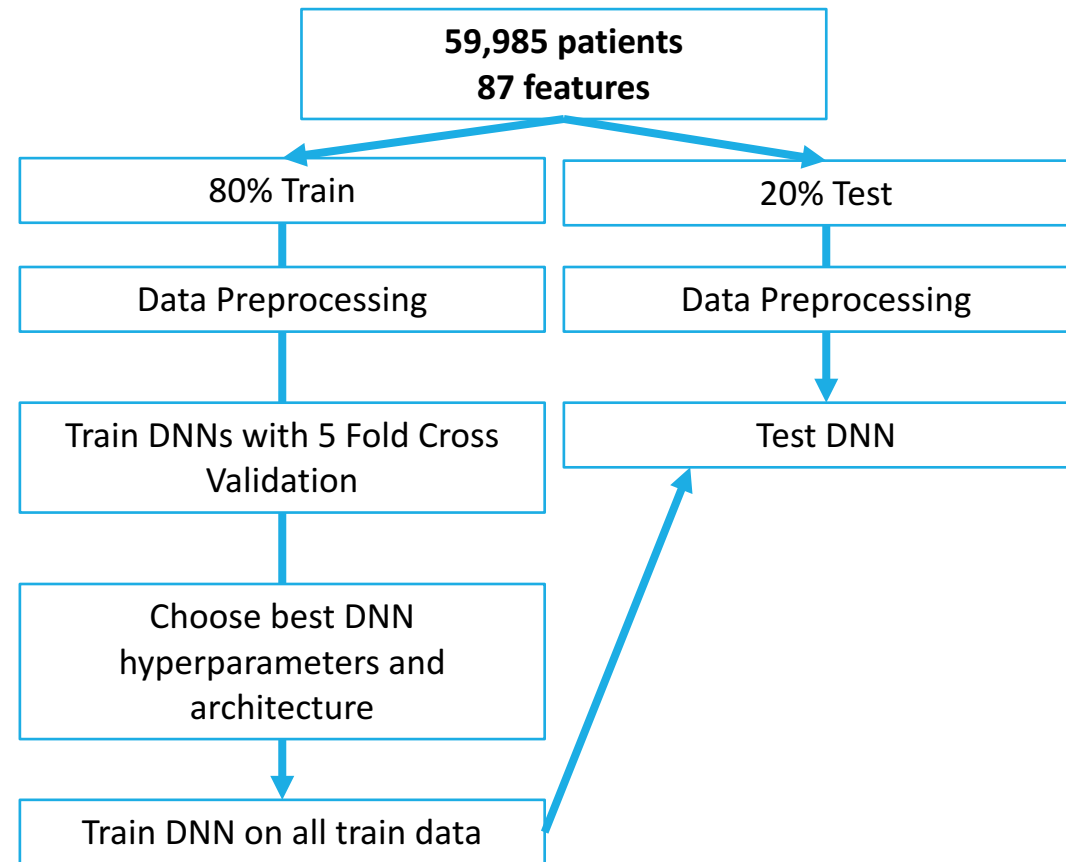 59,985 patients
87 features
80% Train
20% Test
Data Preprocessing
Data Preprocessing
Train DNNs with 5 Fold Cross
Validation
Test DNN
Choose best DNN
hyperparameters and
architecture
Train DNN on all train data